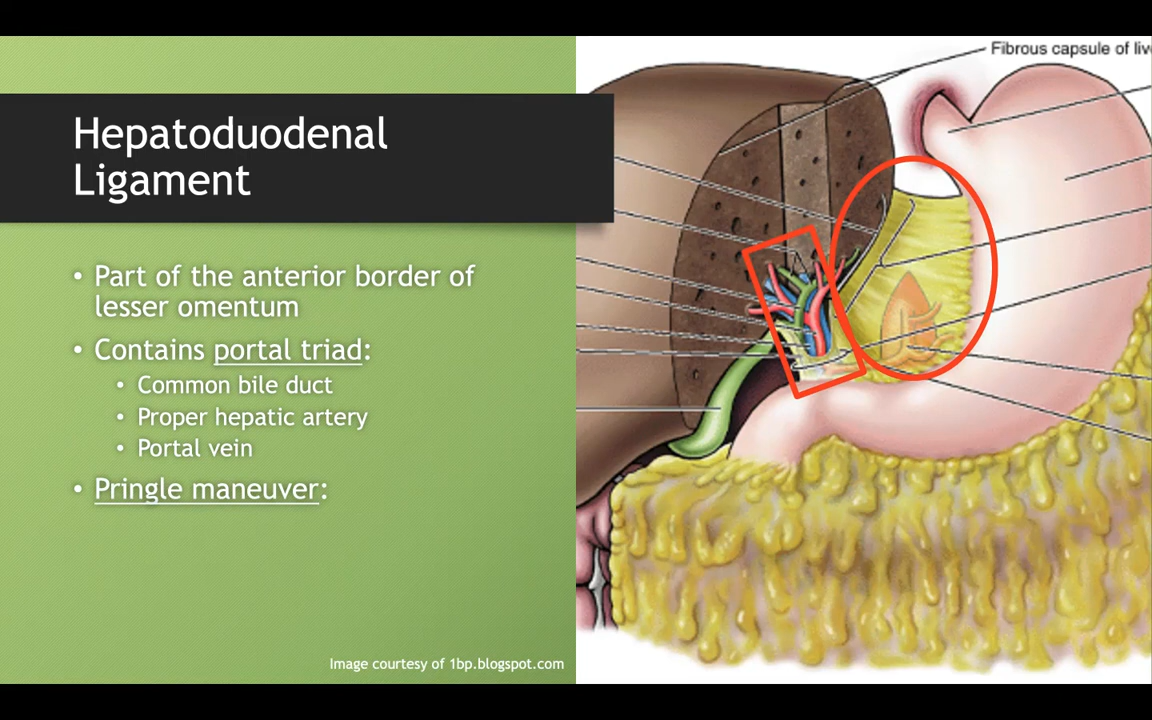 Fibrous capsule of
Hepatoduodenal
Ligament
• Part of the anterior border of
lesser omentum
• Contains portal triad:
• Common bile duct
• Proper hepatic artery
• Portal vein
• Pringle maneuver:
Image courtesy of 1bp.blogspot.com